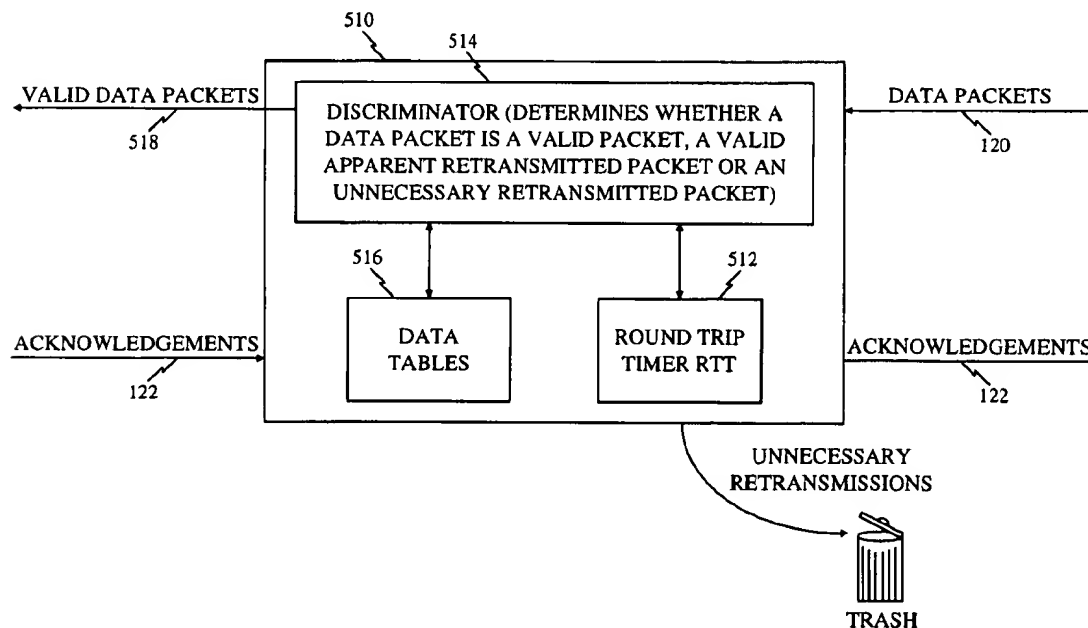 510
514
VALID DATA PACKETS
518
DISCRIMINATOR (DETERMINES WHETHER A
DATA PACKET IS A VALID PACKET, A VALID
APPARENT RETRANSMITTED PACKET OR AN
UNNECESSARY RETRANSMITTED PACKET)
DATA PACKETS
120
516
512
ACKNOWLEDGEMENTS
122
DATA
TABLES
ROUND TRIP
TIMER RTT
ACKNOWLEDGEMENTS
122
UNNECESSARY
RETRANSMISSIONS
TRASH